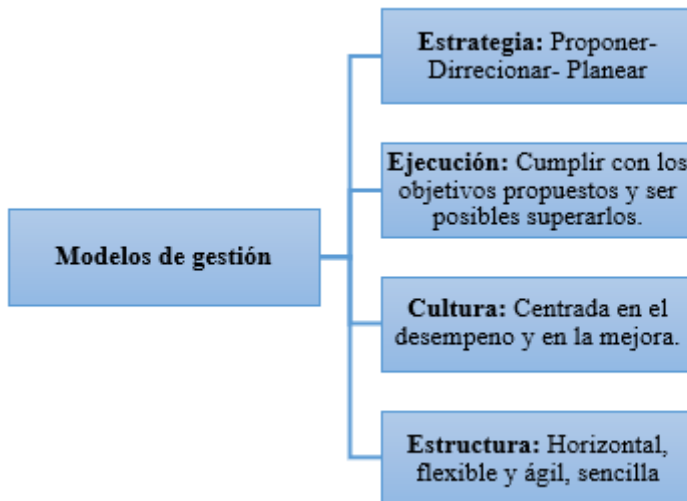 Estrategia: Proponer-
Dirrecionar- Planear
Ejecución: Cumplir con los
objetivos propuestos y ser
posibles superarlos.
Modelos de gestión
Cultura: Centrada en el
desempeno y en la mejora.
Estructura: Horizontal,
flexible y ágil, sencilla